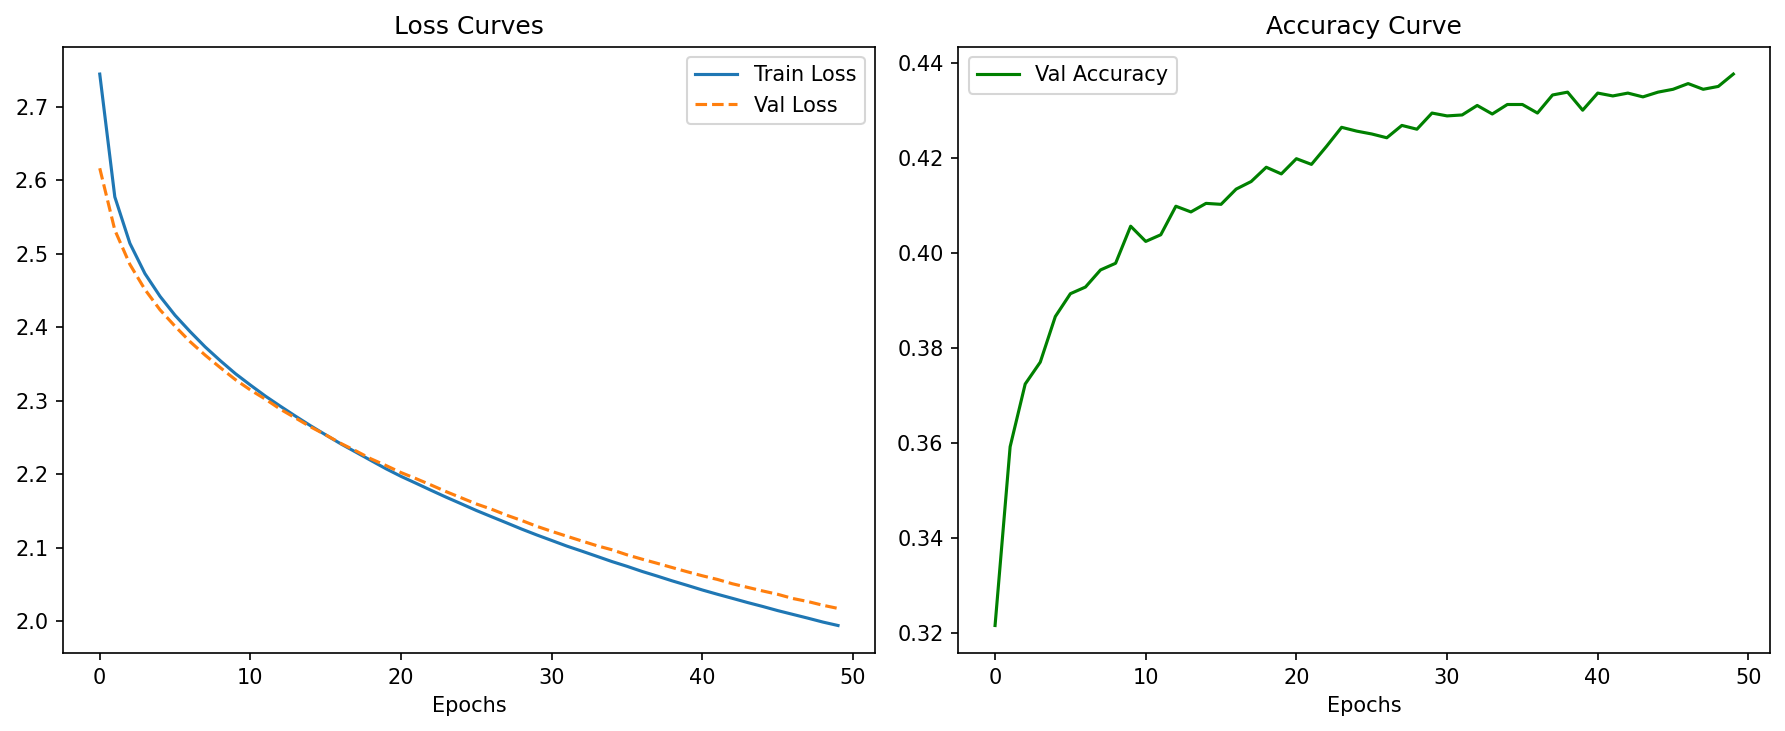 Loss Curves
Train Loss
Val Loss
2.7
2.6
2.5
2.4
2.3
2.2
2.1
2.0
0 10 20 30 40 50
Epochs
Accuracy Curve
Val Accuracy
0.44
0.42
0.40
0.38
0.36
0.34
0.32
0 10 20 30 40 50
Epochs